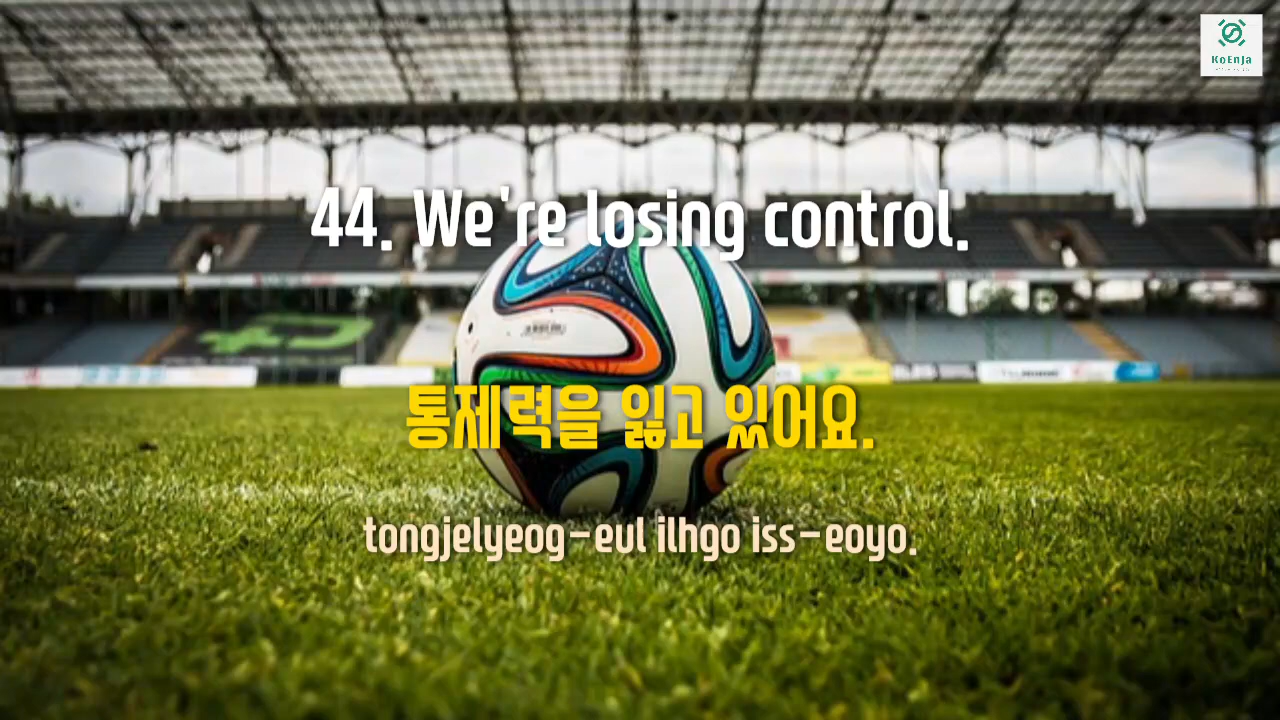 KoEnJa
44. We're losing control.
통제력을 잃고 있어요.
tongjelyeog-eul ilhgo iss-eoyo.